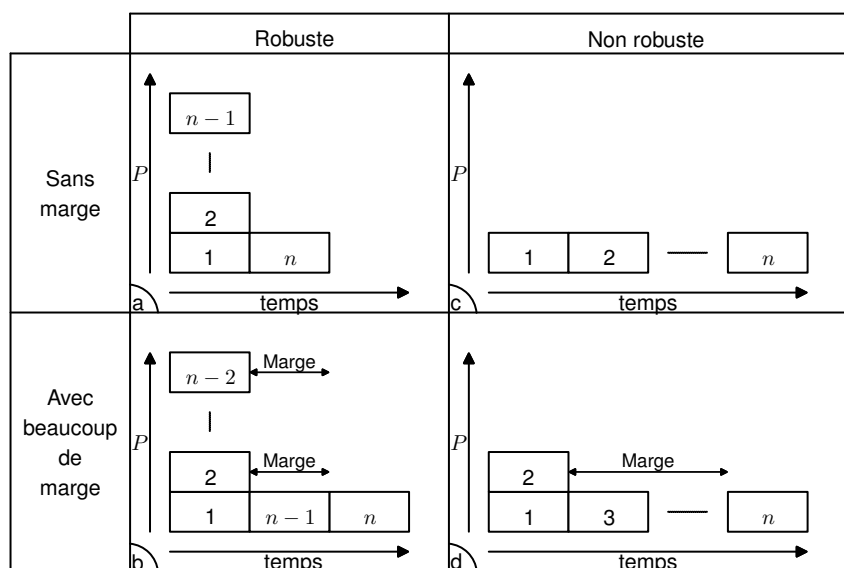 Robuste
Non robuste
Sans
marge
P
n − 1
2
1 n
a
temps
P
1 2 n
c
temps
Avec
beaucoup
de
marge
P
n − 2
Marge
2
Marge
1 n − 1 n
b
temps
P
2
Marge
1 3 n
d
temps